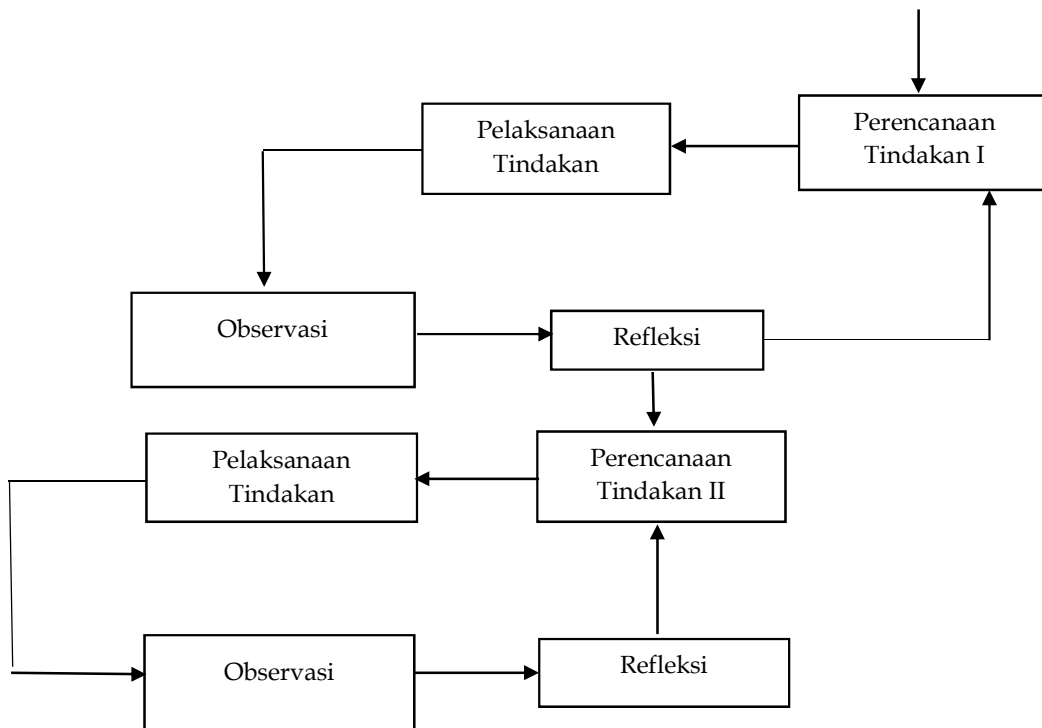 Perencanaan
Tindakan I
Pelaksanaan
Tindakan
Observasi
Refleksi
Perencanaan
Tindakan II
Pelaksanaan
Tindakan
Observasi
Refleksi